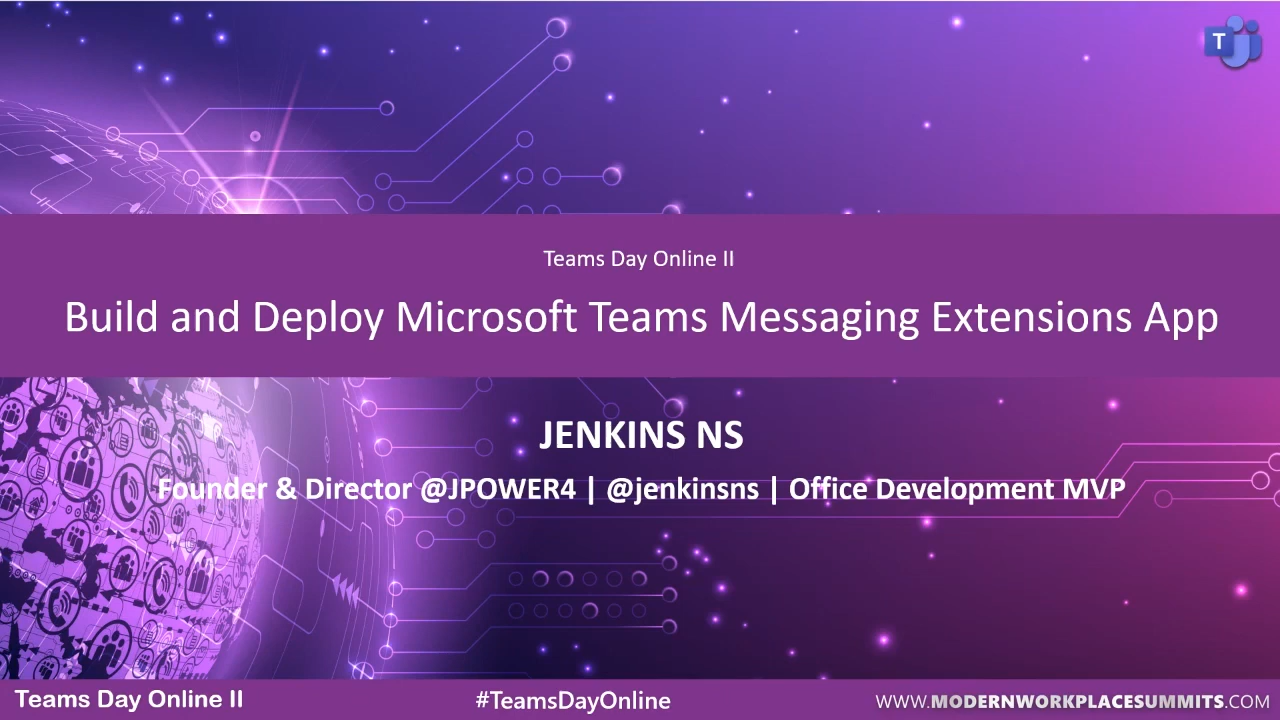 T
Teams Day Online II
Build and Deploy Microsoft Teams Messaging Extensions App
JENKINS NS
Founder & Director @JPOWER4 | @jenkinsns | Office Development MVP
Teams Day Online II
#TeamsDayOnline
WWW.MODERNWORKPLACESUMMITS.COM